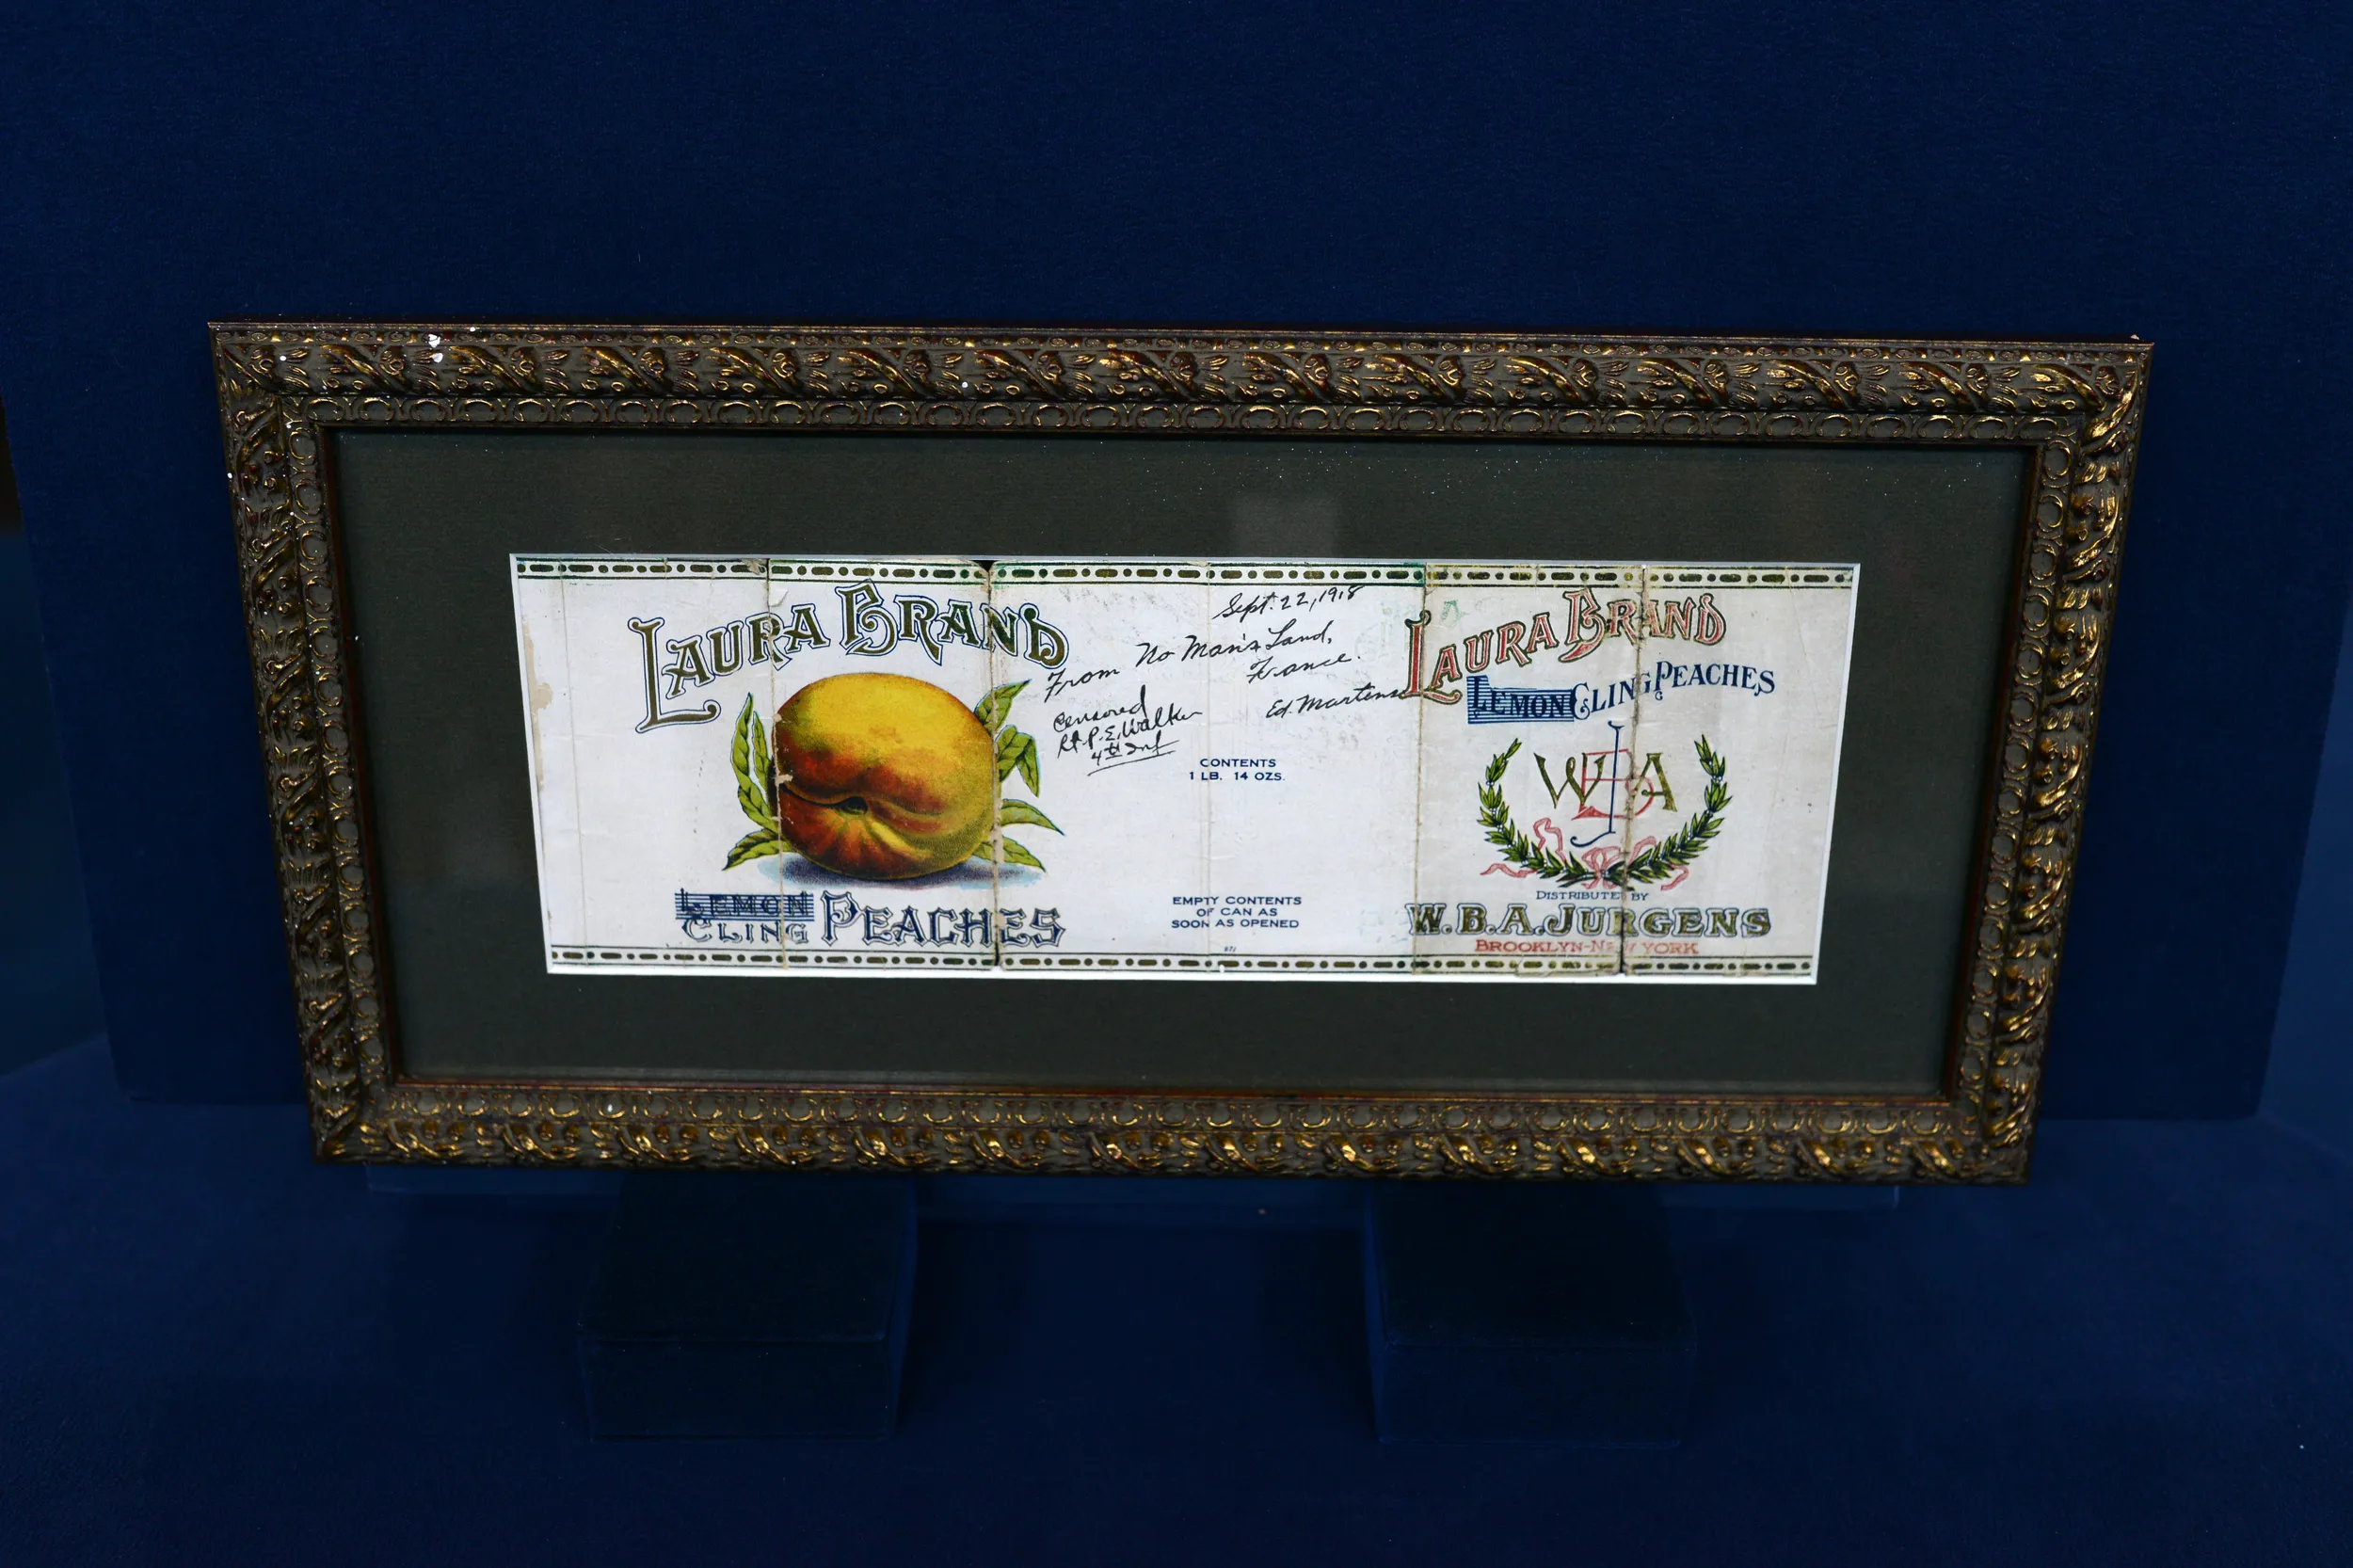 LAURA BRAND
LEMON
CLING PEACHES
Sept. 22, 1918
From No Man's Land,
France.
Ed. Martens
Censored
P. E. Walker
4th Inf
CONTENTS
1 LB. 14 OZS.
EMPTY CONTENTS
OF CAN AS
SOON AS OPENED
LAURA BRAND
LEMON CLING PEACHES
WBAJ
DISTRIBUTED BY
W.B.A. JURGENS
BROOKLYN-NEW YORK